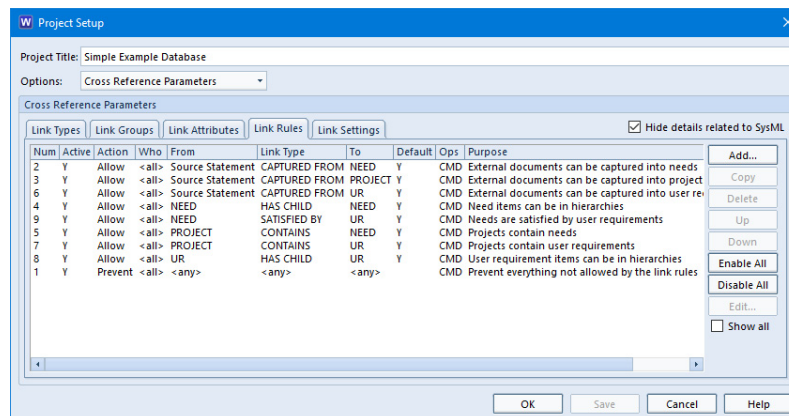 W Project Setup
Project Title: Simple Example Database
Options: Cross Reference Parameters
Cross Reference Parameters
Link Types Link Groups Link Attributes Link Rules Link Settings Hide details related to SysML
Num Active Action Who From Link Type To Default Ops Purpose
2 Y Allow <all> Source Statement CAPTURED FROM NEED Y CMD External documents can be captured into needs
3 Y Allow <all> Source Statement CAPTURED FROM PROJECT Y CMD External documents can be captured into project
6 Y Allow <all> Source Statement CAPTURED FROM UR Y CMD External documents can be captured into user re
4 Y Allow <all> NEED HAS CHILD NEED Y CMD Need items can be in hierarchies
9 Y Allow <all> NEED SATISFIED BY UR Y CMD Needs are satisfied by user requirements
5 Y Allow <all> PROJECT CONTAINS NEED Y CMD Projects contain needs
7 Y Allow <all> PROJECT CONTAINS UR Y CMD Projects contain user requirements
8 Y Allow <all> UR HAS CHILD UR Y CMD User requirement items can be in hierarchies
1 Y Prevent <all> <any> <any> <any> CMD Prevent everything not allowed by the link rules
Add...
Copy
Delete
Up
Down
Enable All
Disable All
Edit...
Show all
OK Save Cancel Help